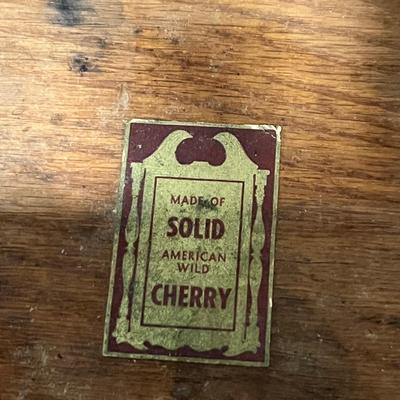 MADE OF
SOLID
AMERICAN
WILD
CHERRY